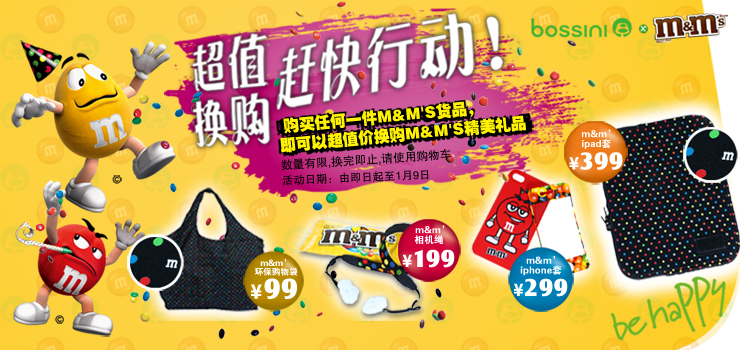 bossini × m&m's
超值
换购
赶快行动！
购买任何一件M&M'S货品，
即可以超值价换购M&M'S精美礼品
数量有限,换完即止,请使用购物车
活动日期：由即日起至1月9日
m&m'
ipad套
¥399
m
m
m
©
m
©
m
m&m'
环保购物袋
¥99
m&m's
m&m'
相机绳
¥199
m
m&m'
iphone套
¥299
be happy